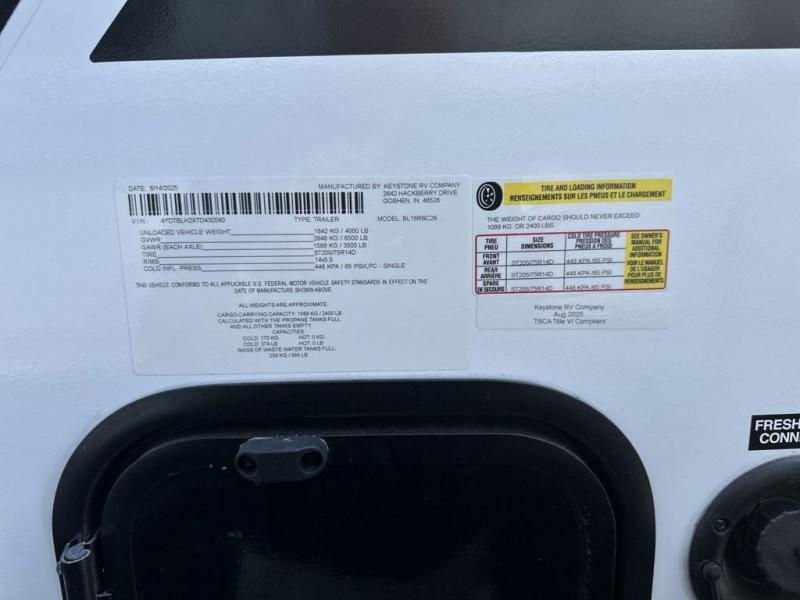 DATE: 8/14/2025
MANUFACTURED BY: KEYSTONE RV COMPANY
2642 HACKBERRY DRIVE
GOSHEN, IN 46526
V.I.N. 4YDTBLH2XTD430580 TYPE: TRAILER MODEL: BL18RBC26
UNLOADED VEHICLE WEIGHT 1842 KG / 4060 LB
GVWR 2948 KG / 6500 LB
GAWR (EACH AXLE) 1588 KG / 3500 LB
TIRE ST205/75R14D
RIMS 14x5.5
COLD INFL. PRESS 448 KPA / 65 PSI/LPC - SINGLE
THIS VEHICLE CONFORMS TO ALL APPLICABLE U.S. FEDERAL MOTOR VEHICLE SAFETY STANDARDS IN EFFECT ON THE
DATE OF MANUFACTURE SHOWN ABOVE.
ALL WEIGHTS ARE APPROXIMATE.
CARGO-CARRYING CAPACITY: 1089 KG / 2400 LB
CALCULATED WITH THE PROPANE TANKS FULL
AND ALL OTHER TANKS EMPTY.
CAPACITIES
COLD: 170 KG HOT: 0 KG
COLD: 374 LB HOT: 0 LB
MASS OF WASTE WATER TANKS FULL:
256 KG / 564 LB
TIRE AND LOADING INFORMATION
RENSEIGNEMENTS SUR LES PNEUS ET LE CHARGEMENT
THE WEIGHT OF CARGO SHOULD NEVER EXCEED
1089 KG OR 2400 LBS.
TIRE PNEU
SIZE DIMENSIONS
COLD TIRE PRESSURE PRESSION DES PNEUS À FROID
FRONT AVANT ST205/75R14D 448 KPA /65 PSI
REAR ARRIÈRE ST205/75R14D 448 KPA /65 PSI
SPARE DE SECOURS ST205/75R14D 448 KPA /65 PSI
SEE OWNER'S
MANUAL FOR
ADDITIONAL
INFORMATION
VOIR LE MANUEL
DE L'USAGER
POUR PLUS DE
RENSEIGNEMENTS
Keystone RV Company
Aug 2025
TSCA Title VI Compliant
FRESH
CONN